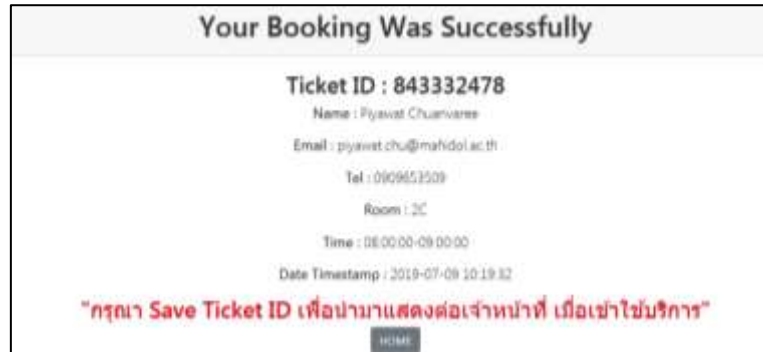 Your Booking Was Successfully
Ticket ID : 843332478
Name : Piyawat Chuanvaree
Email : piyawat.chu@mahidol.ac.th
Tel : 0909653509
Room : 2C
Time : 08:00:00-09:00:00
Date Timestamp : 2019-07-09 10:19:32
"กรุณา Save Ticket ID เพื่อนำมาแสดงต่อเจ้าหน้าที่ เมื่อเข้าใช้บริการ"
HOME